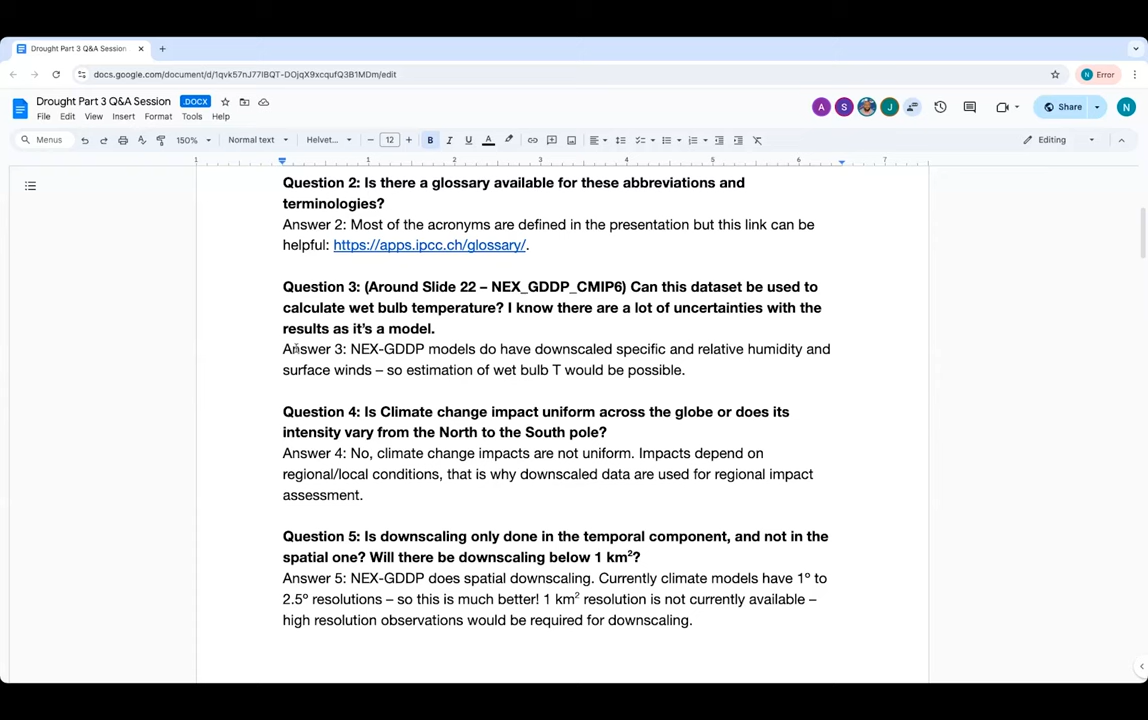 Drought Part 3 Q&A Session
docs.google.com/document/d/1qvk57nJ77IBQT-DOjqX9xcqufQ3B1MDm/edit
N Error
Drought Part 3 Q&A Session .DOCX
A S J Share N
File Edit View Insert Format Tools Help
Menus 150% Normal text Helvet... 12 B I U A Editing
1 1 2 3 4 5 6 7
Question 2: Is there a glossary available for these abbreviations and
terminologies?
Answer 2: Most of the acronyms are defined in the presentation but this link can be
helpful: https://apps.ipcc.ch/glossary/.
Question 3: (Around Slide 22 – NEX_GDDP_CMIP6) Can this dataset be used to
calculate wet bulb temperature? I know there are a lot of uncertainties with the
results as it’s a model.
Answer 3: NEX-GDDP models do have downscaled specific and relative humidity and
surface winds – so estimation of wet bulb T would be possible.
Question 4: Is Climate change impact uniform across the globe or does its
intensity vary from the North to the South pole?
Answer 4: No, climate change impacts are not uniform. Impacts depend on
regional/local conditions, that is why downscaled data are used for regional impact
assessment.
Question 5: Is downscaling only done in the temporal component, and not in the
spatial one? Will there be downscaling below 1 km²?
Answer 5: NEX-GDDP does spatial downscaling. Currently climate models have 1º to
2.5º resolutions – so this is much better! 1 km² resolution is not currently available –
high resolution observations would be required for downscaling.